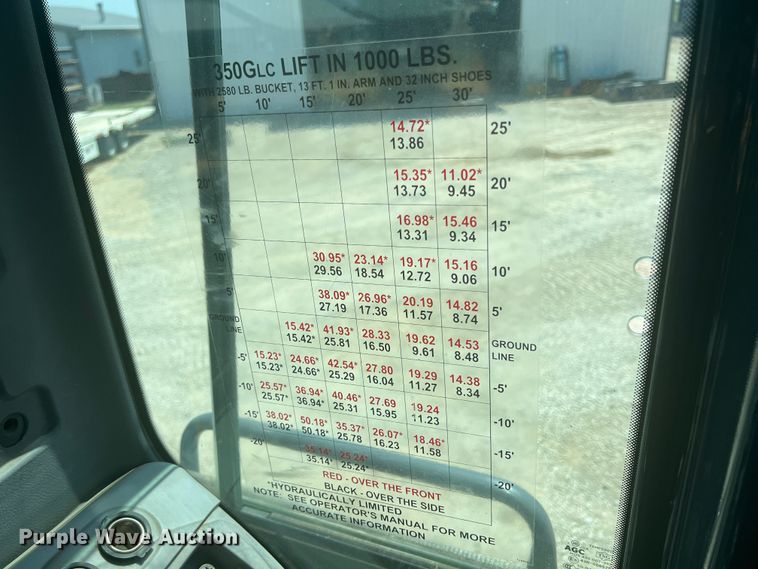 350GLC LIFT IN 1000 LBS.
WITH 2580 LB. BUCKET, 13 FT. 1 IN. ARM AND 32 INCH SHOES
5' 10' 15' 20' 25' 30'
25' 14.72* 25'
13.86
20' 15.35* 11.02* 20'
13.73 9.45
15' 16.98* 15.46 15'
13.31 9.34
10' 30.95* 23.14* 19.17* 15.16 10'
29.56 18.54 12.72 9.06
5' 38.09* 26.96* 20.19 14.82 5'
27.19 17.36 11.57 8.74
GROUND LINE 15.42* 41.93* 28.33 19.62 14.53 GROUND LINE
15.42* 25.81 16.50 9.61 8.48
-5' 15.23* 24.66* 42.54* 27.80 19.29 14.38 -5'
15.23* 24.66* 25.29 16.04 11.27 8.34
-10' 25.57* 36.94* 40.46* 27.69 19.24 -10'
25.57* 36.94* 25.31 15.95 11.23
-15' 38.02* 50.18* 35.37* 26.07* 18.46* -15'
38.02* 50.18* 25.78 16.23 11.58
-20' 35.14* 25.24* -20'
35.14* 25.24*
RED - OVER THE FRONT
BLACK - OVER THE SIDE
*HYDRAULICALLY LIMITED
NOTE: SEE OPERATOR'S MANUAL FOR MORE
ACCURATE INFORMATION
AGC
Purple Wave Auction